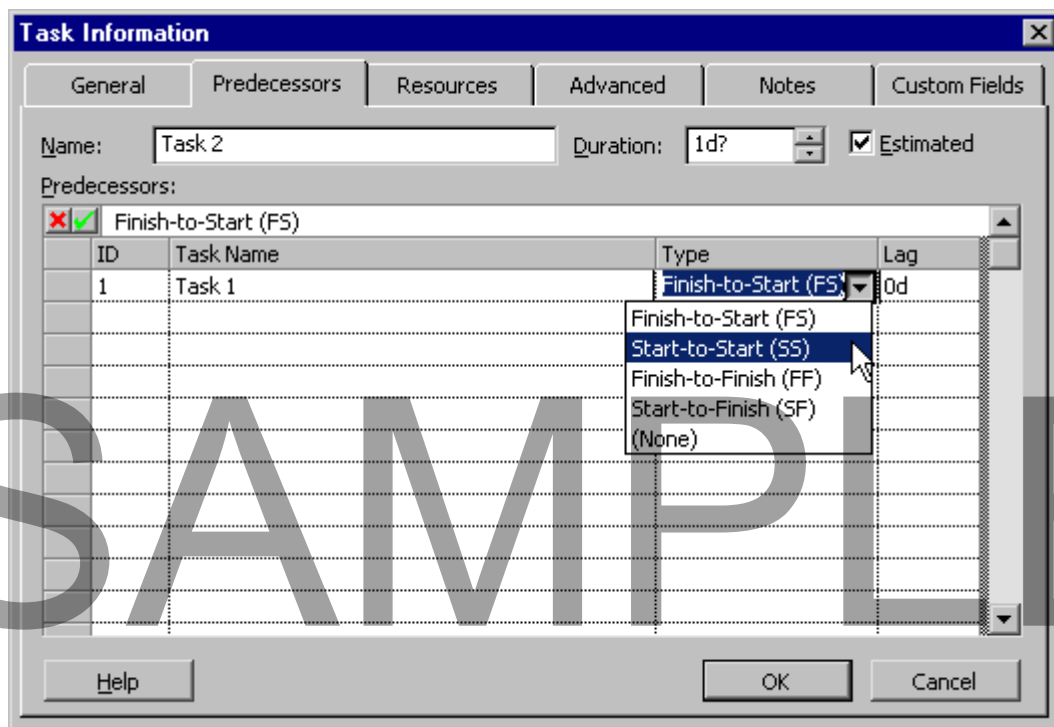 Task Information
General Predecessors Resources Advanced Notes Custom Fields
Name: Task 2 Duration: 1d? Estimated
Predecessors:
Finish-to-Start (FS)
ID Task Name Type Lag
1 Task 1 Finish-to-Start (FS) 0d
Finish-to-Start (FS)
Start-to-Start (SS)
Finish-to-Finish (FF)
Start-to-Finish (SF)
(None)
SAMPLE
Help OK Cancel